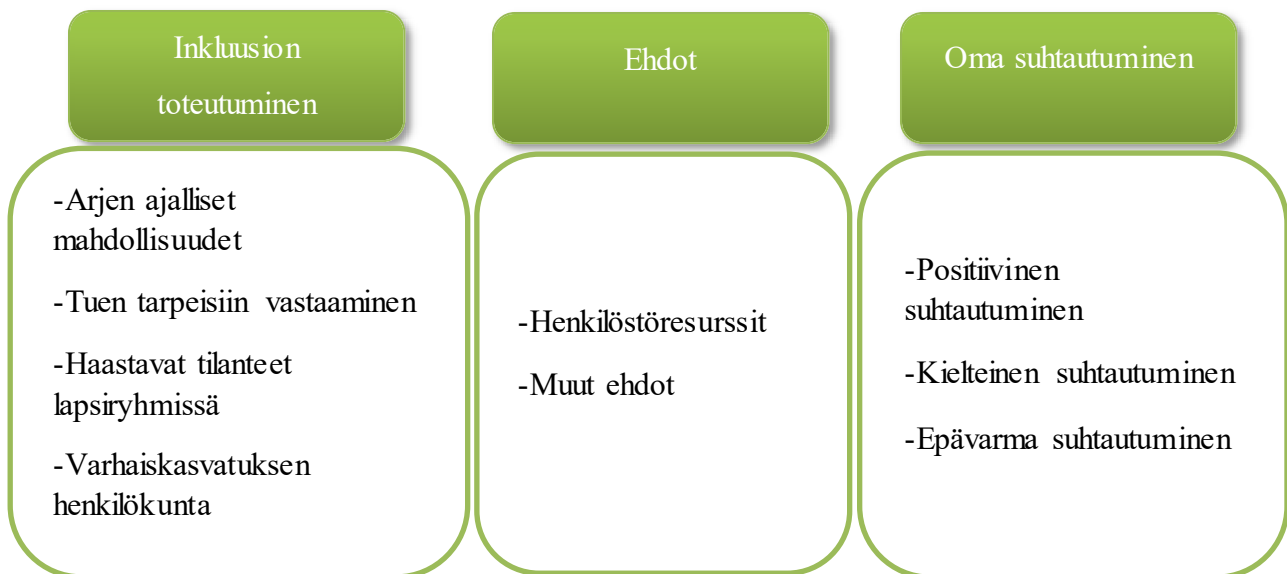 Inkluusion
toteutuminen
-Arjen ajalliset
mahdollisuudet
-Tuen tarpeisiin vastaaminen
-Haastavat tilanteet
lapsiryhmissä
-Varhaiskasvatuksen
henkilökunta
Ehdot
-Henkilöstöresurssit
-Muut ehdot
Oma suhtautuminen
-Positiivinen
suhtautuminen
-Kielteinen suhtautuminen
-Epävarma suhtautuminen